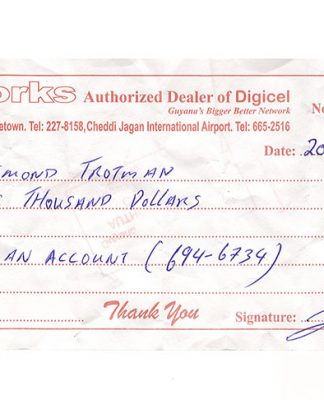 orks Authorized Dealer of Digicel
Guyana's Bigger Better Network
No
etown. Tel: 227-8158, Cheddi Jagan International Airport. Tel: 665-2516
Date: 20
MOND TROTMAN
THOUSAND DOLLARS
AN ACCOUNT (694-6734)
Thank You Signature: